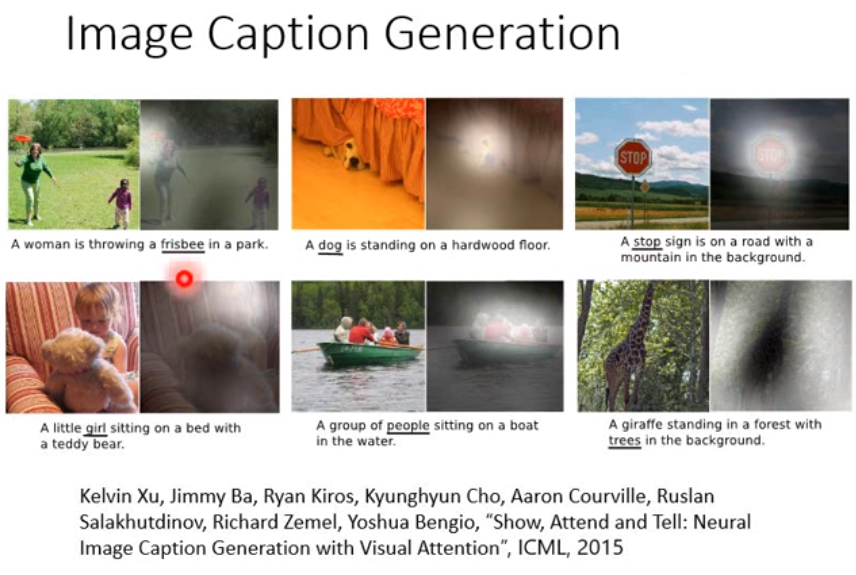 Image Caption Generation
STOP
STOP
A woman is throwing a frisbee in a park.
A dog is standing on a hardwood floor.
A stop sign is on a road with a
mountain in the background.
A little girl sitting on a bed with
a teddy bear.
A group of people sitting on a boat
in the water.
A giraffe standing in a forest with
trees in the background.
Kelvin Xu, Jimmy Ba, Ryan Kiros, Kyunghyun Cho, Aaron Courville, Ruslan
Salakhutdinov, Richard Zemel, Yoshua Bengio, “Show, Attend and Tell: Neural
Image Caption Generation with Visual Attention”, ICML, 2015